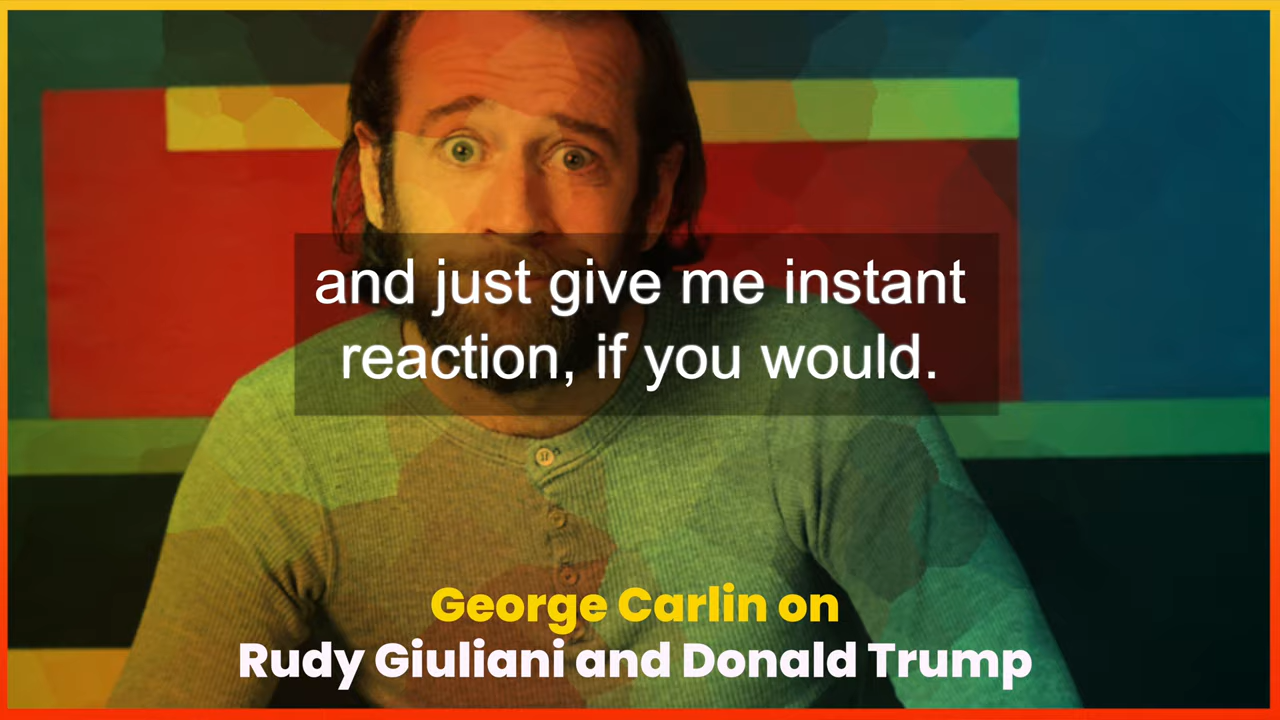 and just give me instant
reaction, if you would.
George Carlin on
Rudy Giuliani and Donald Trump